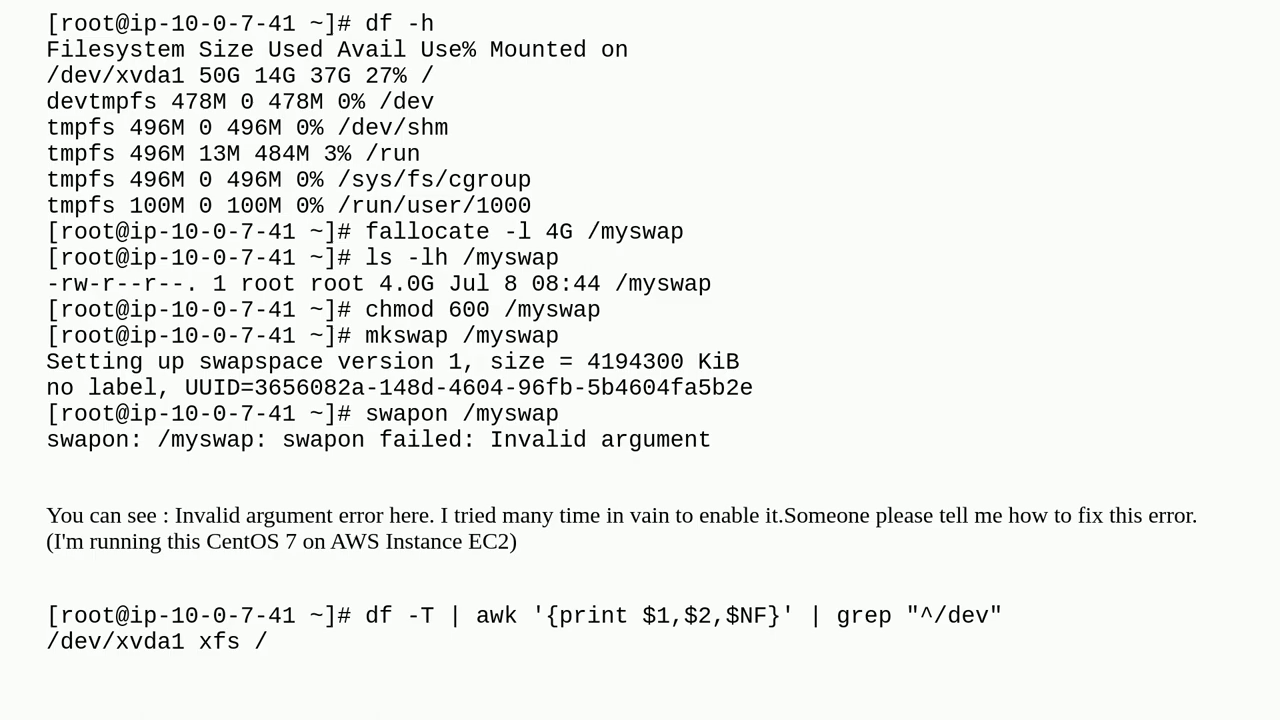 [root@ip-10-0-7-41 ~]# df -h
Filesystem Size Used Avail Use% Mounted on
/dev/xvda1 50G 14G 37G 27% /
devtmpfs 478M 0 478M 0% /dev
tmpfs 496M 0 496M 0% /dev/shm
tmpfs 496M 13M 484M 3% /run
tmpfs 496M 0 496M 0% /sys/fs/cgroup
tmpfs 100M 0 100M 0% /run/user/1000
[root@ip-10-0-7-41 ~]# fallocate -l 4G /myswap
[root@ip-10-0-7-41 ~]# ls -lh /myswap
-rw-r--r--. 1 root root 4.0G Jul 8 08:44 /myswap
[root@ip-10-0-7-41 ~]# chmod 600 /myswap
[root@ip-10-0-7-41 ~]# mkswap /myswap
Setting up swapspace version 1, size = 4194300 KiB
no label, UUID=3656082a-148d-4604-96fb-5b4604fa5b2e
[root@ip-10-0-7-41 ~]# swapon /myswap
swapon: /myswap: swapon failed: Invalid argument
You can see : Invalid argument error here. I tried many time in vain to enable it.Someone please tell me how to fix this error.
(I'm running this CentOS 7 on AWS Instance EC2)
[root@ip-10-0-7-41 ~]# df -T | awk '{print $1,$2,$NF}' | grep "^/dev"
/dev/xvda1 xfs /